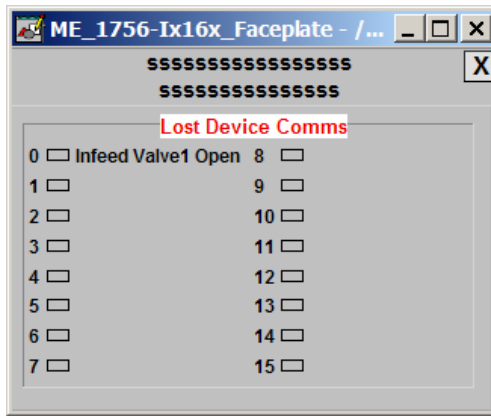 ME_1756-Ix16x_Faceplate - /...
sssssssssssssssss
X
sssssssssssssss
Lost Device Comms
0 Infeed Valve1 Open 8
1 9
2 10
3 11
4 12
5 13
6 14
7 15